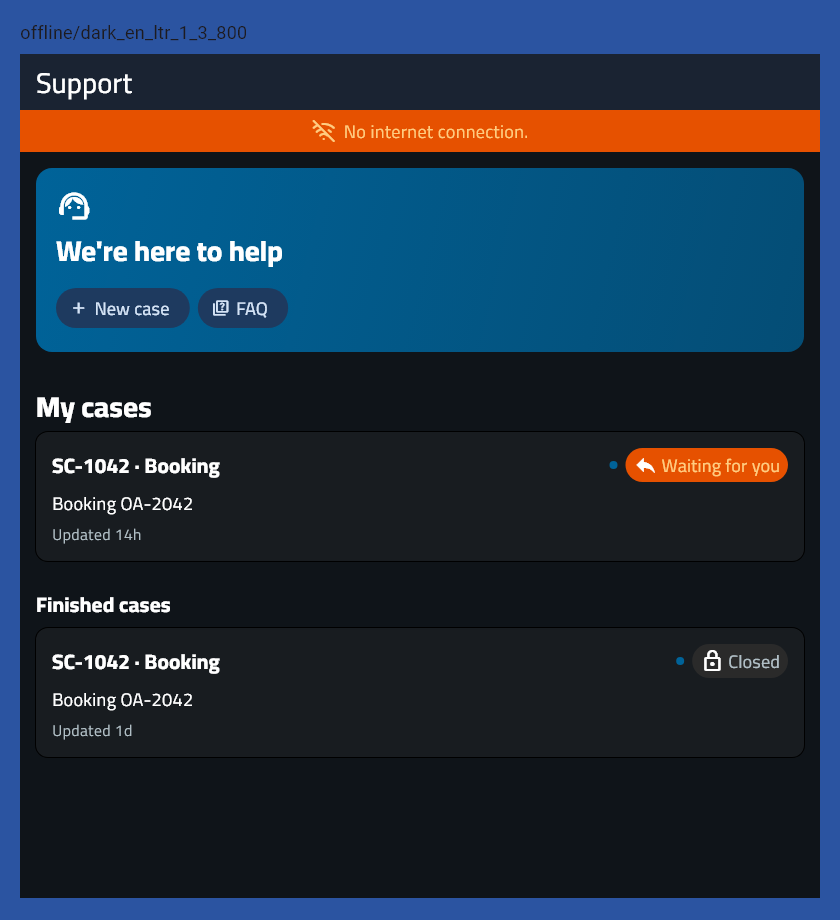 offline/dark_en_ltr_1_3_800
Support
No internet connection.
We're here to help
New case
FAQ
My cases
SC-1042 · Booking
Waiting for you
Booking OA-2042
Updated 14h
Finished cases
SC-1042 · Booking
Closed
Booking OA-2042
Updated 1d